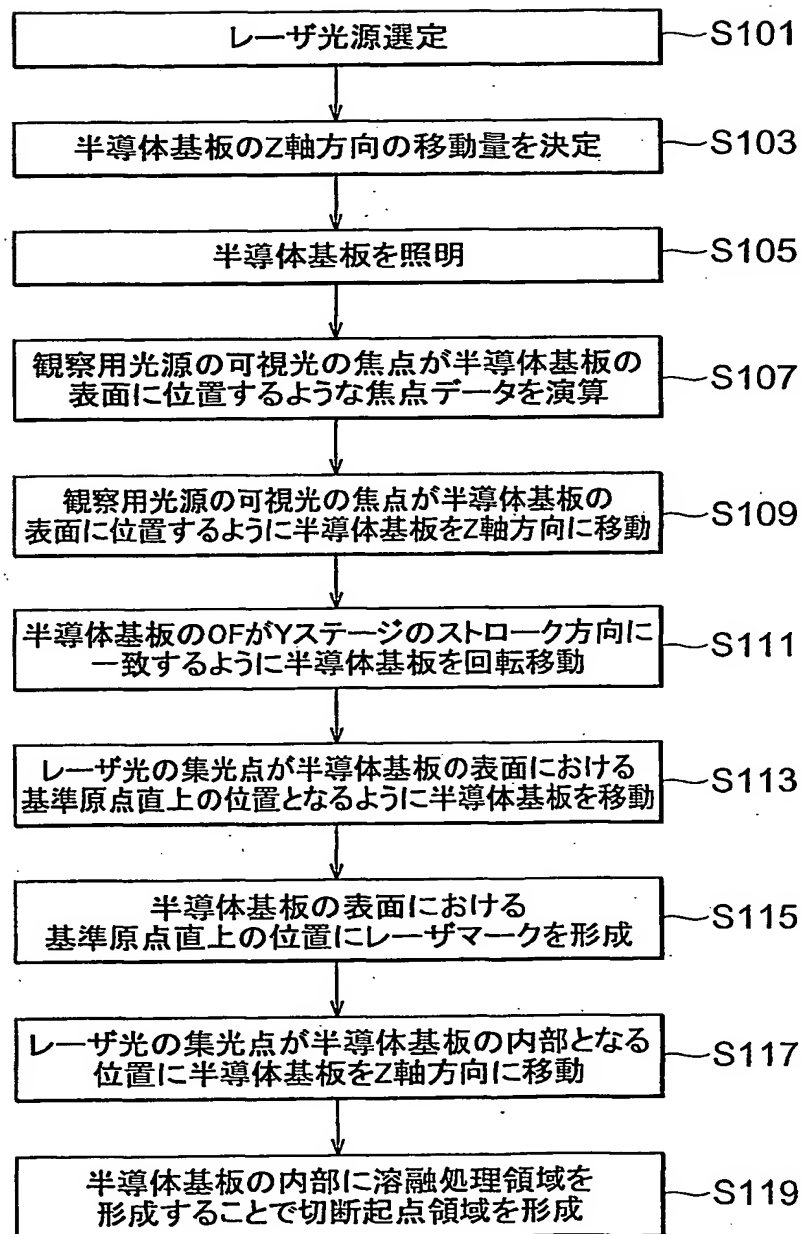 レーザ光源選定
S101
半導体基板のZ軸方向の移動量を決定
S103
半導体基板を照明
S105
観察用光源の可視光の焦点が半導体基板の
表面に位置するような焦点データを演算
S107
観察用光源の可視光の焦点が半導体基板の
表面に位置するように半導体基板をZ軸方向に移動
S109
半導体基板のOFがYステージのストローク方向に
一致するように半導体基板を回転移動
S111
レーザ光の集光点が半導体基板の表面における
基準原点直上の位置となるように半導体基板を移動
S113
半導体基板の表面における
基準原点直上の位置にレーザマークを形成
S115
レーザ光の集光点が半導体基板の内部となる
位置に半導体基板をZ軸方向に移動
S117
半導体基板の内部に溶融処理領域を
形成することで切断起点領域を形成
S119